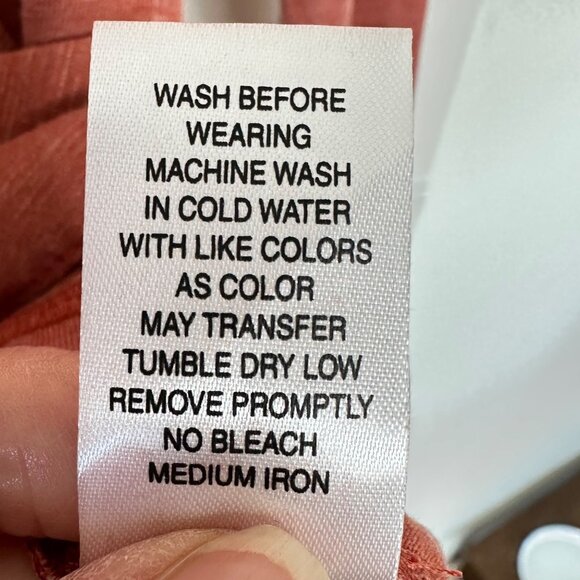 WASH BEFORE
WEARING
MACHINE WASH
IN COLD WATER
WITH LIKE COLORS
AS COLOR
MAY TRANSFER
TUMBLE DRY LOW
REMOVE PROMPTLY
NO BLEACH
MEDIUM IRON